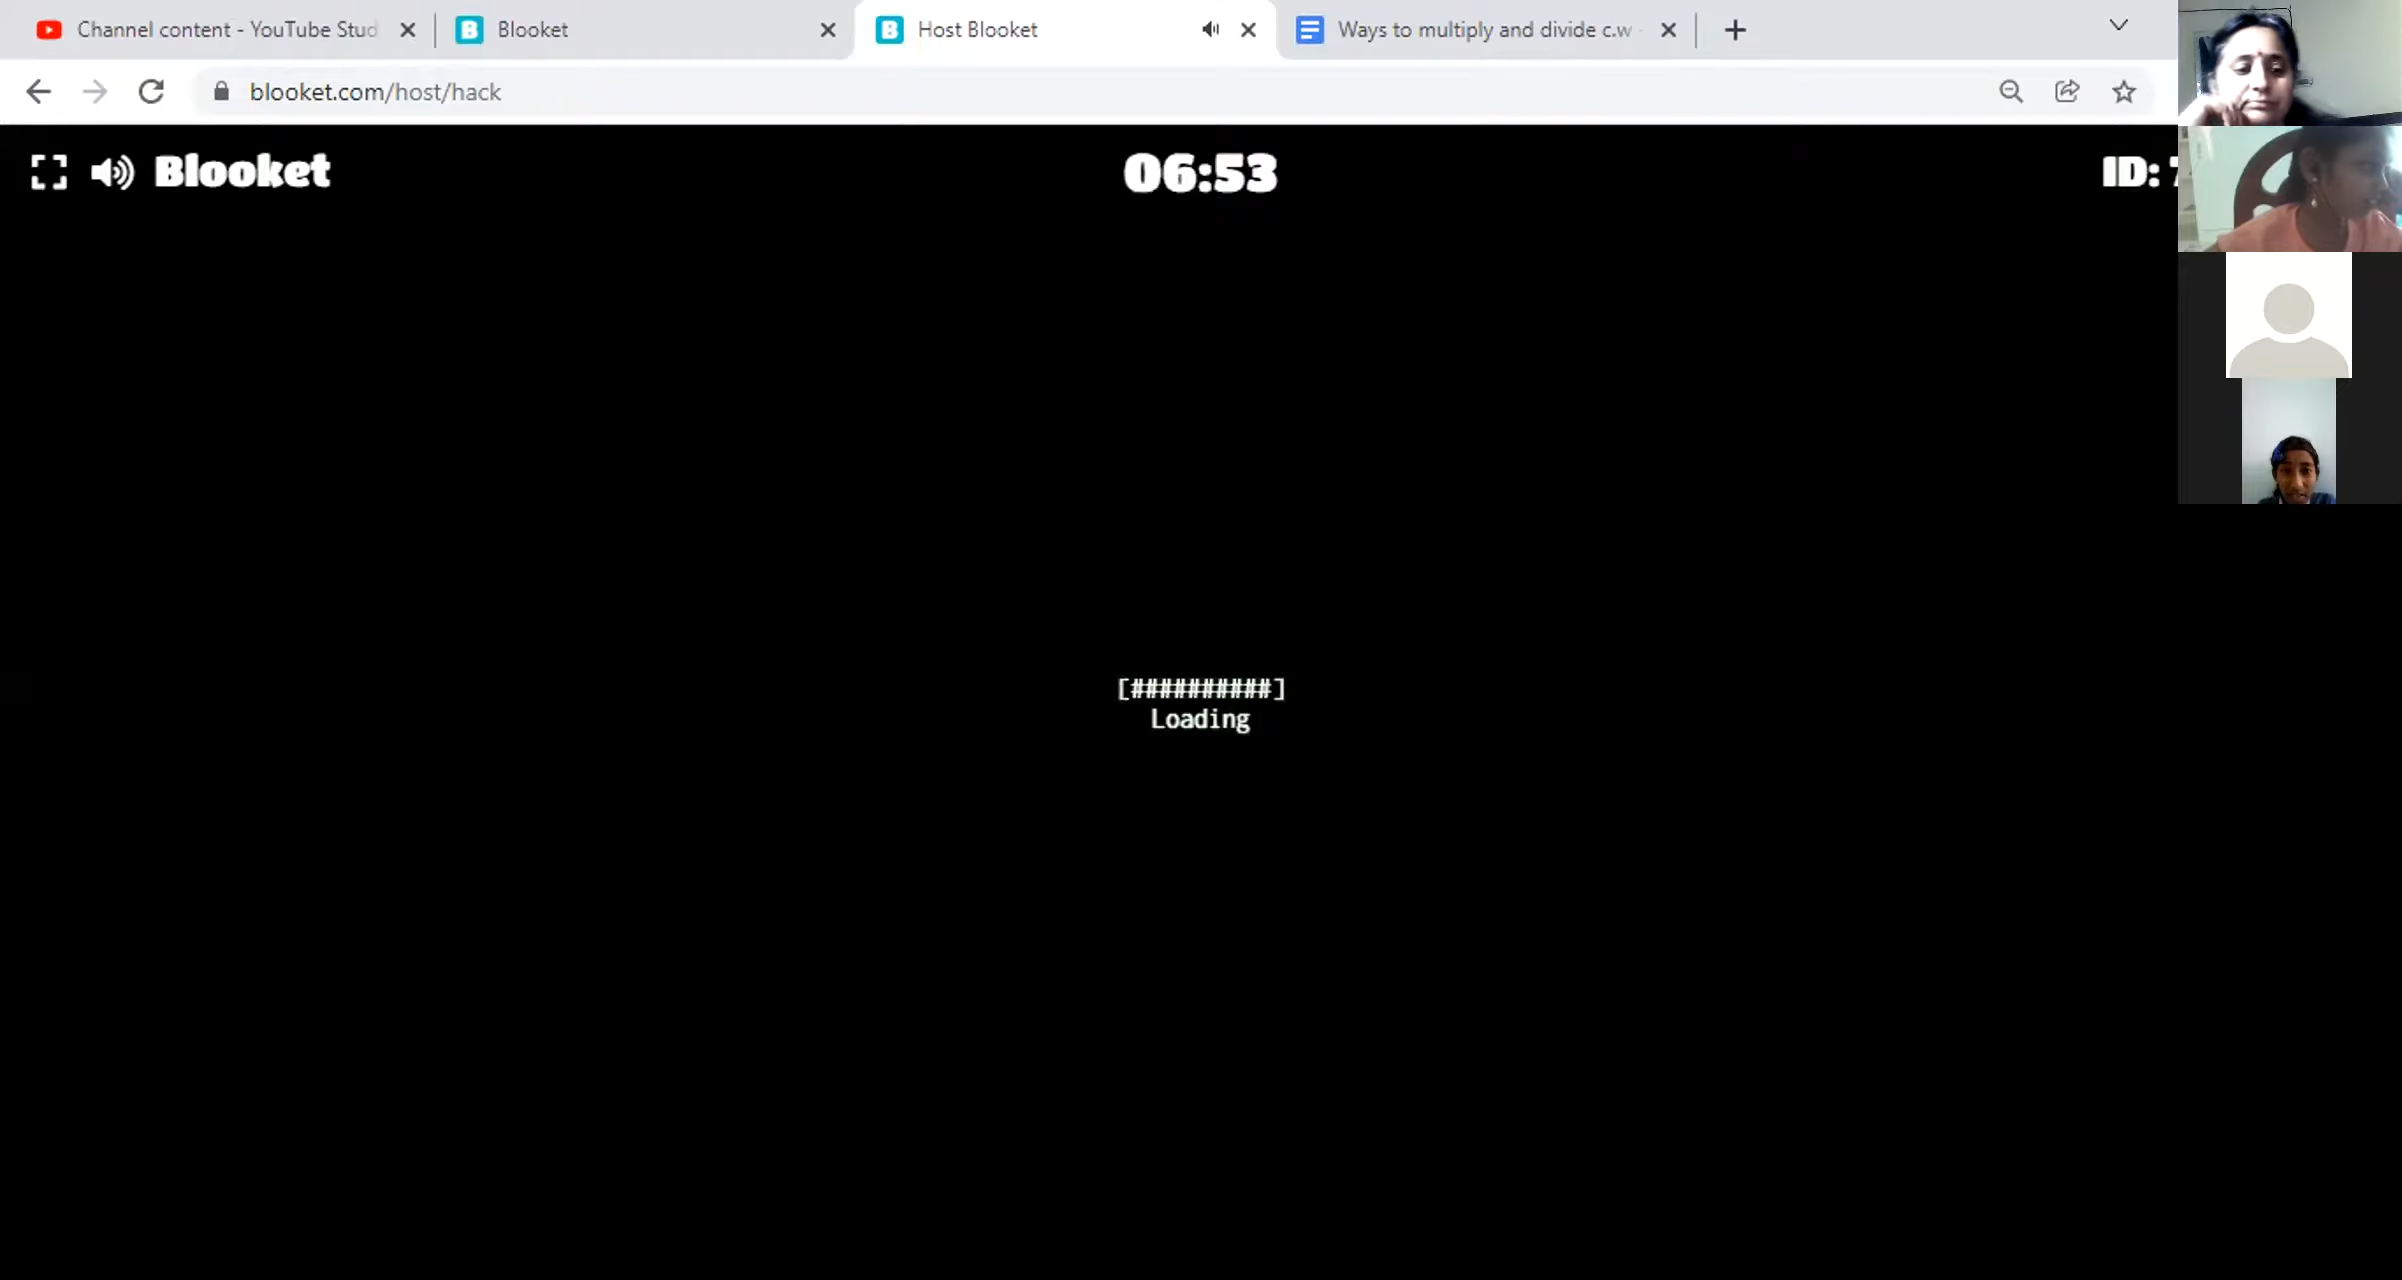 Channel content - YouTube Stud
Blooket
Host Blooket
Ways to multiply and divide c.w
blooket.com/host/hack
Blooket
06:53
ID:
[##########]
Loading